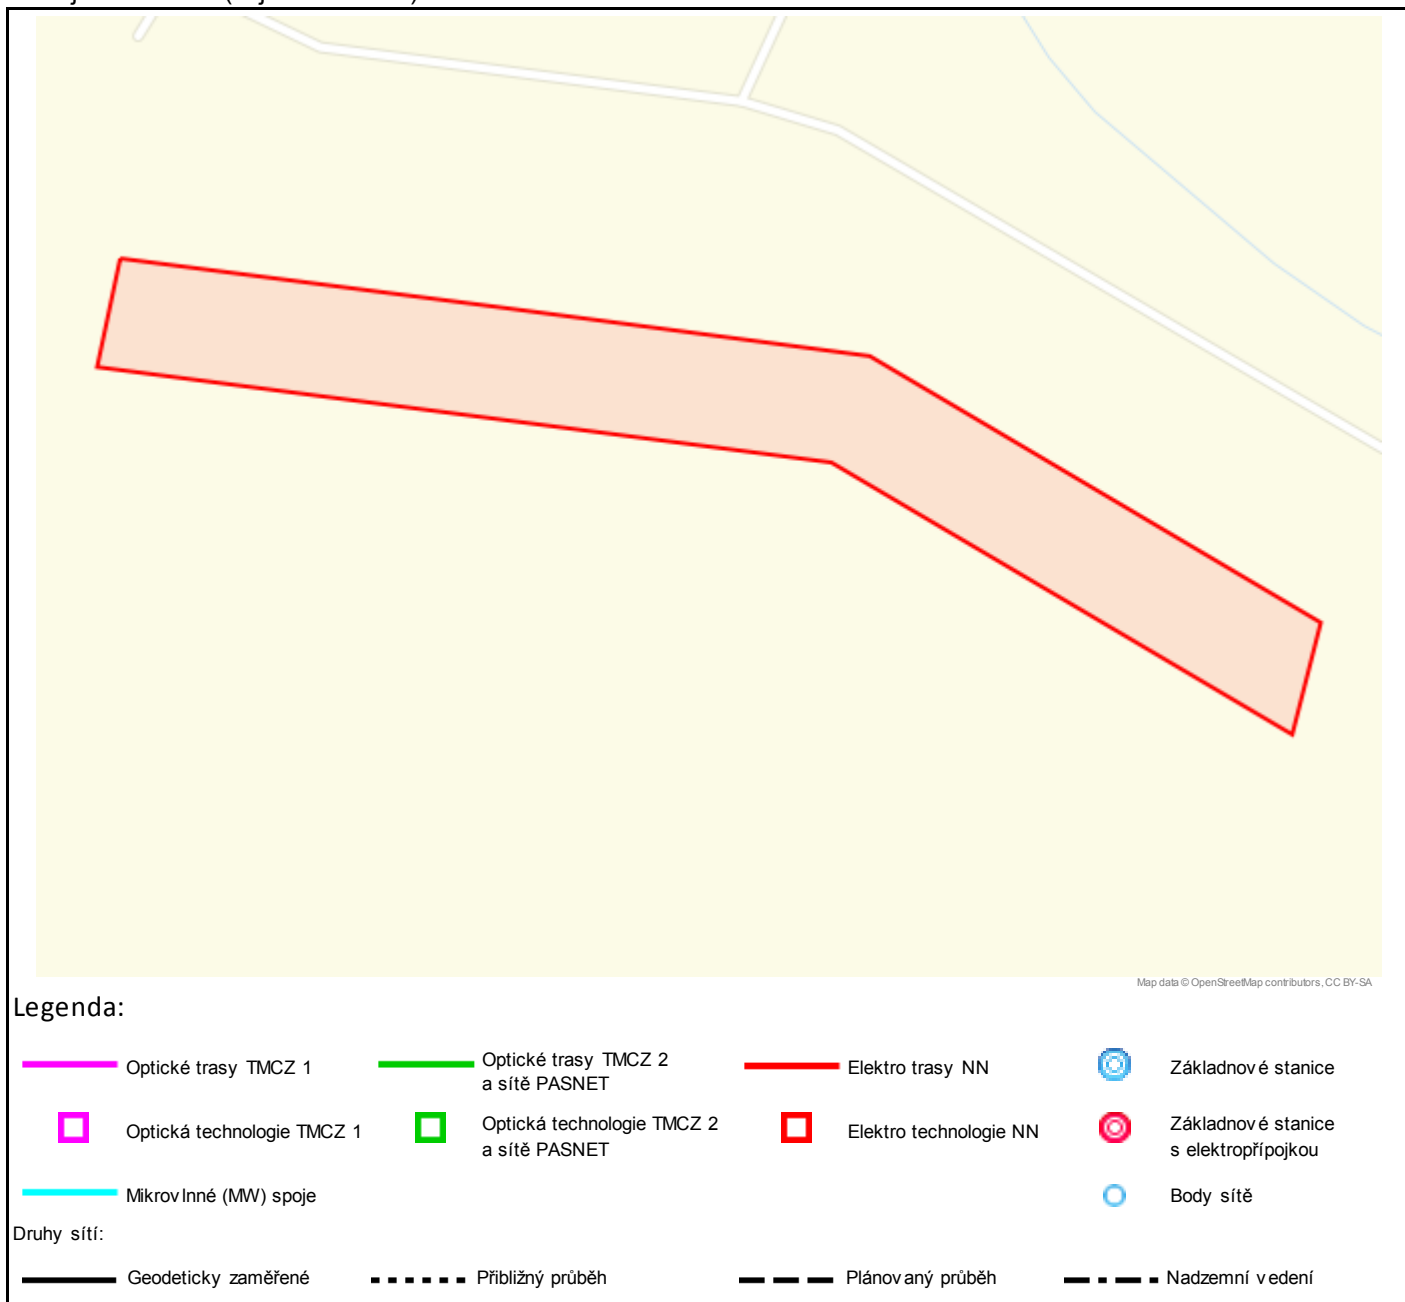 Map data © OpenStreetMap contributors, CC BY-SA
Legenda:
Optické trasy TMCZ 1
Optické trasy TMCZ 2
a sítě PASNET
Elektro trasy NN
Základnové stanice
Optická technologie TMCZ 1
Optická technologie TMCZ 2
a sítě PASNET
Elektro technologie NN
Základnové stanice
s elektropřípojkou
Mikrovlnné (MW) spoje
Body sítě
Druhy sítí:
Geodeticky zaměřené
Přibližný průběh
Plánovaný průběh
Nadzemní vedení